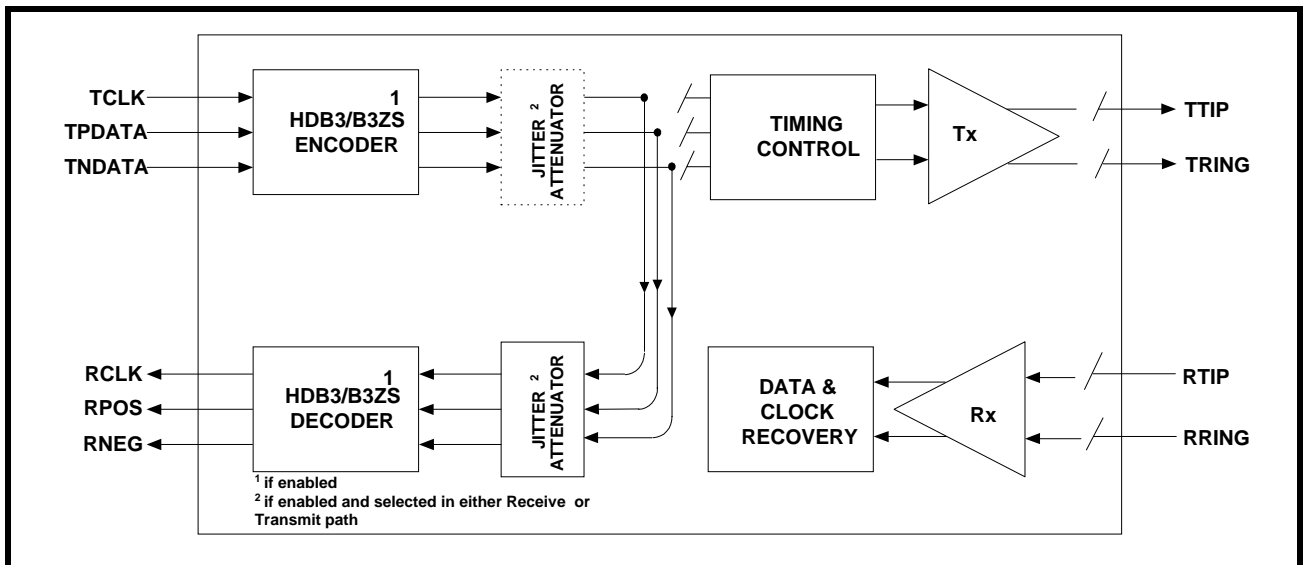 TCLK
TPDATA
TNDATA
1
HDB3/B3ZS
ENCODER
JITTER 2
ATTENUATOR
TIMING
CONTROL
Tx
TTIP
TRING
RCLK
RPOS
RNEG
1
HDB3/B3ZS
DECODER
JITTER 2
ATTENUATOR
DATA &
CLOCK
RECOVERY
Rx
RTIP
RRING
1 if enabled
2 if enabled and selected in either Receive or
Transmit path